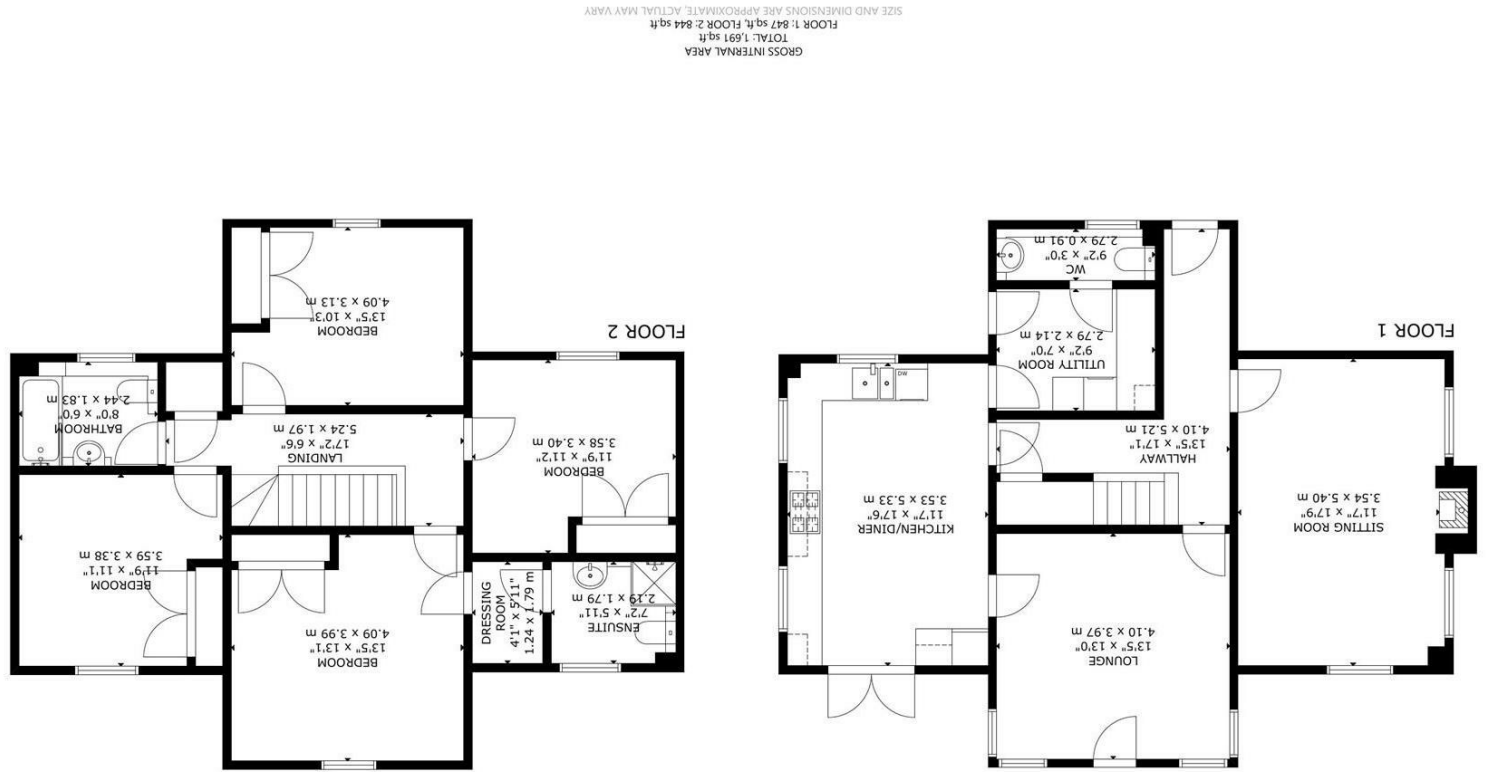 FLOOR 1
SITTING ROOM
11'7" x 17'9"
3.54 x 5.40 m
HALLWAY
13'5" x 17'1"
4.10 x 5.21 m
LOUNGE
13'5" x 13'0"
4.10 x 3.97 m
KITCHEN/DINER
11'7" x 17'6"
3.53 x 5.33 m
DW
UTILITY ROOM
9'2" x 7'0"
2.79 x 2.14 m
WC
9'2" x 3'0"
2.79 x 0.91 m
FLOOR 2
ENSUITE
7'2" x 5'11"
2.19 x 1.79 m
DRESSING
ROOM
4'1" x 5'11"
1.24 x 1.79 m
BEDROOM
13'5" x 13'1"
4.09 x 3.99 m
BEDROOM
11'9" x 11'1"
3.59 x 3.38 m
BEDROOM
11'9" x 11'2"
3.58 x 3.40 m
LANDING
17'2" x 6'6"
5.24 x 1.97 m
BATHROOM
8'0" x 6'0"
2.44 x 1.83 m
BEDROOM
13'5" x 10'3"
4.09 x 3.13 m
GROSS INTERNAL AREA
TOTAL: 1,691 sq.ft
FLOOR 1: 847 sq.ft, FLOOR 2: 844 sq.ft
SIZE AND DIMENSIONS ARE APPROXIMATE, ACTUAL MAY VARY